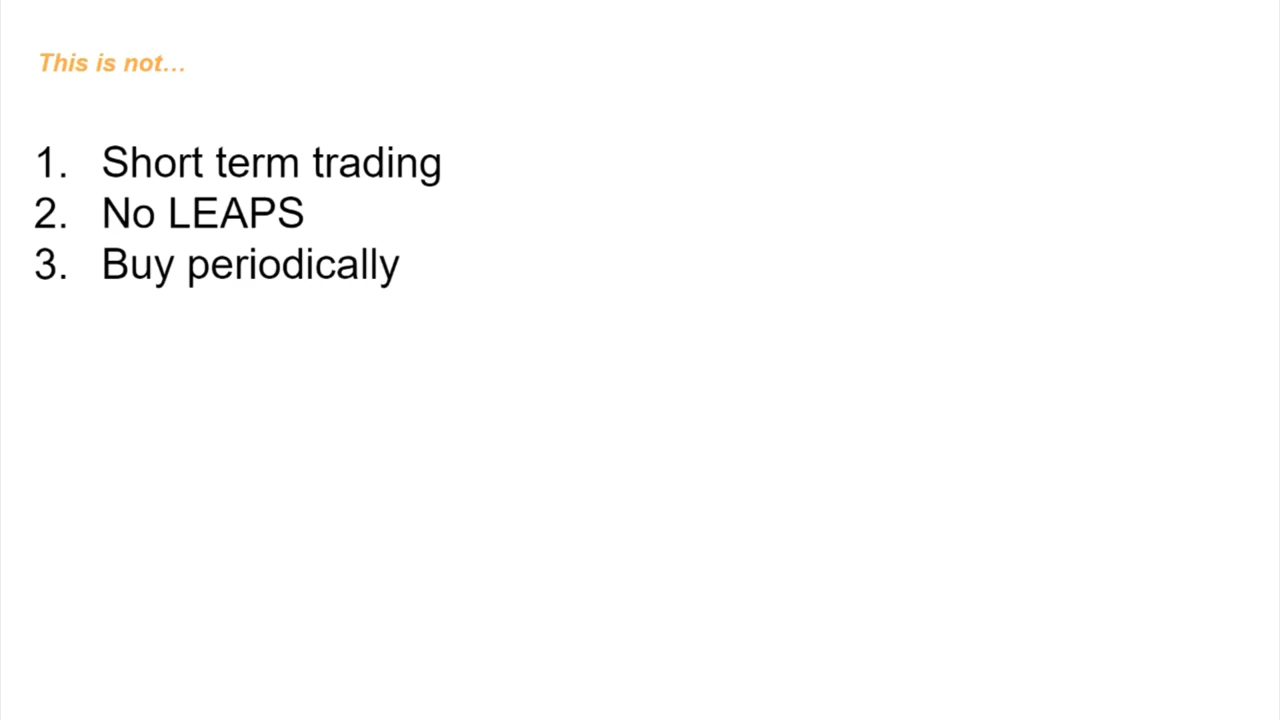 This is not...
1. Short term trading
2. No LEAPS
3. Buy periodically